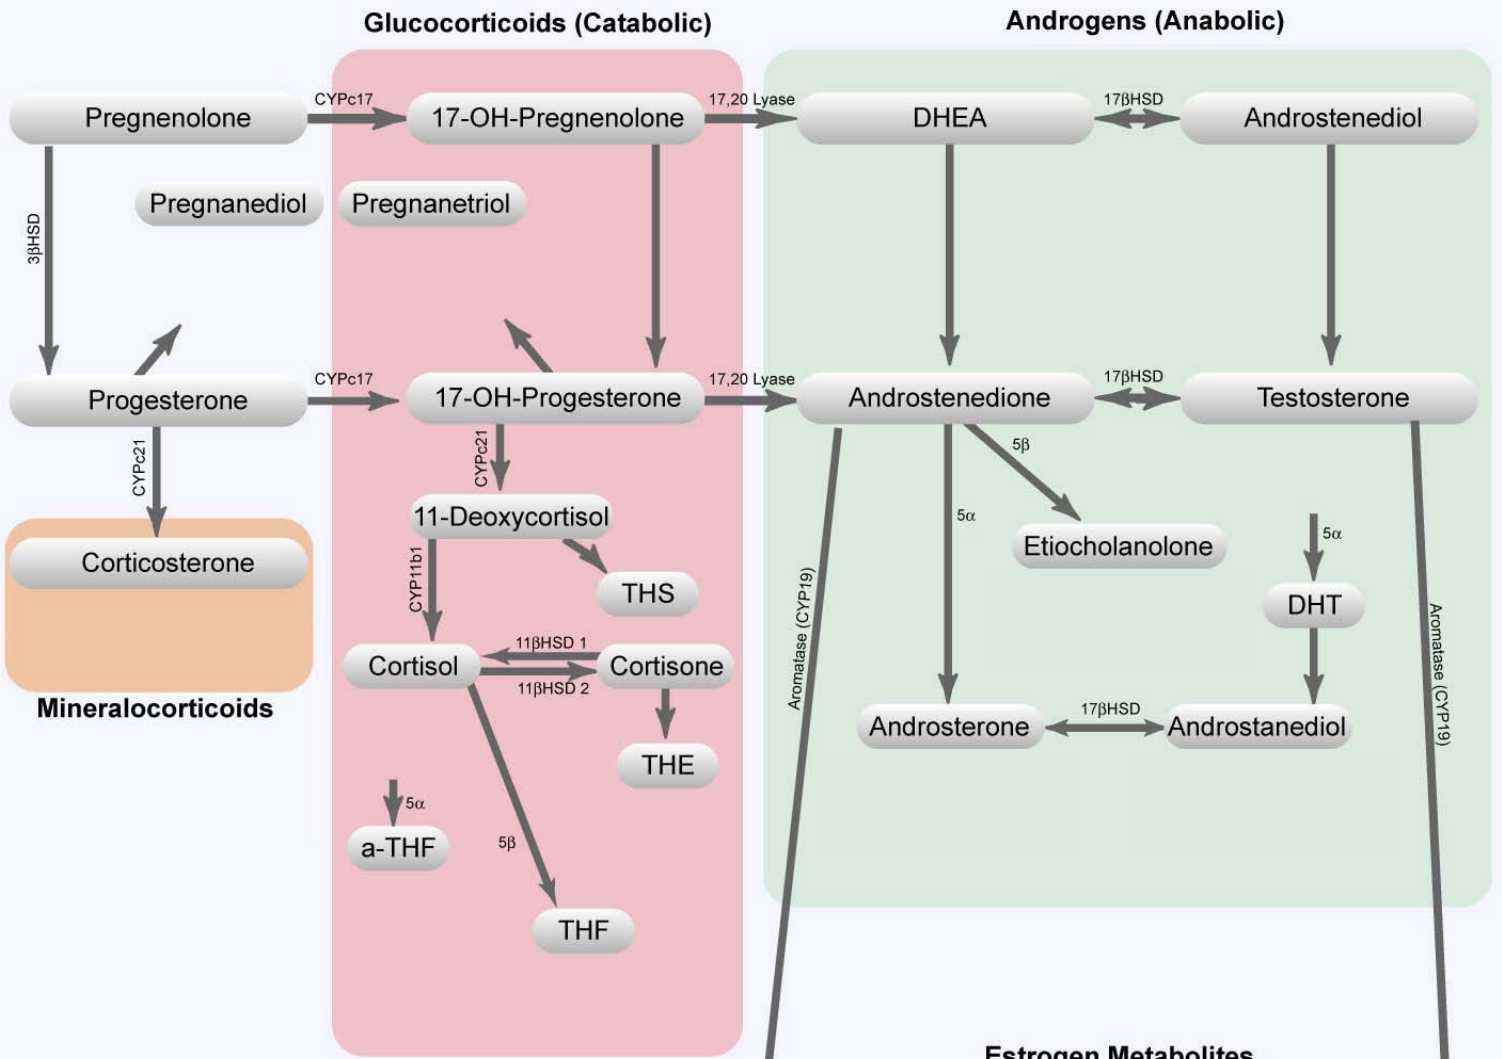 Glucocorticoids (Catabolic)
Androgens (Anabolic)
Pregnenolone
CYPc17
17-OH-Pregnenolone
17,20 Lyase
DHEA
17βHSD
Androstenediol
Pregnanediol
Pregnanetriol
3βHSD
Progesterone
CYPc17
17-OH-Progesterone
17,20 Lyase
Androstenedione
17βHSD
Testosterone
CYPc21
CYPc21
5β
11-Deoxycortisol
5α
Etiocholanolone
5α
Corticosterone
CYP11b1
THS
DHT
Aromatase (CYP19)
Aromatase (CYP19)
Cortisol
11βHSD 1
11βHSD 2
Cortisone
Mineralocorticoids
Androsterone
17βHSD
Androstanediol
THE
5α
a-THF
5β
THF
Estrogen Metabolites